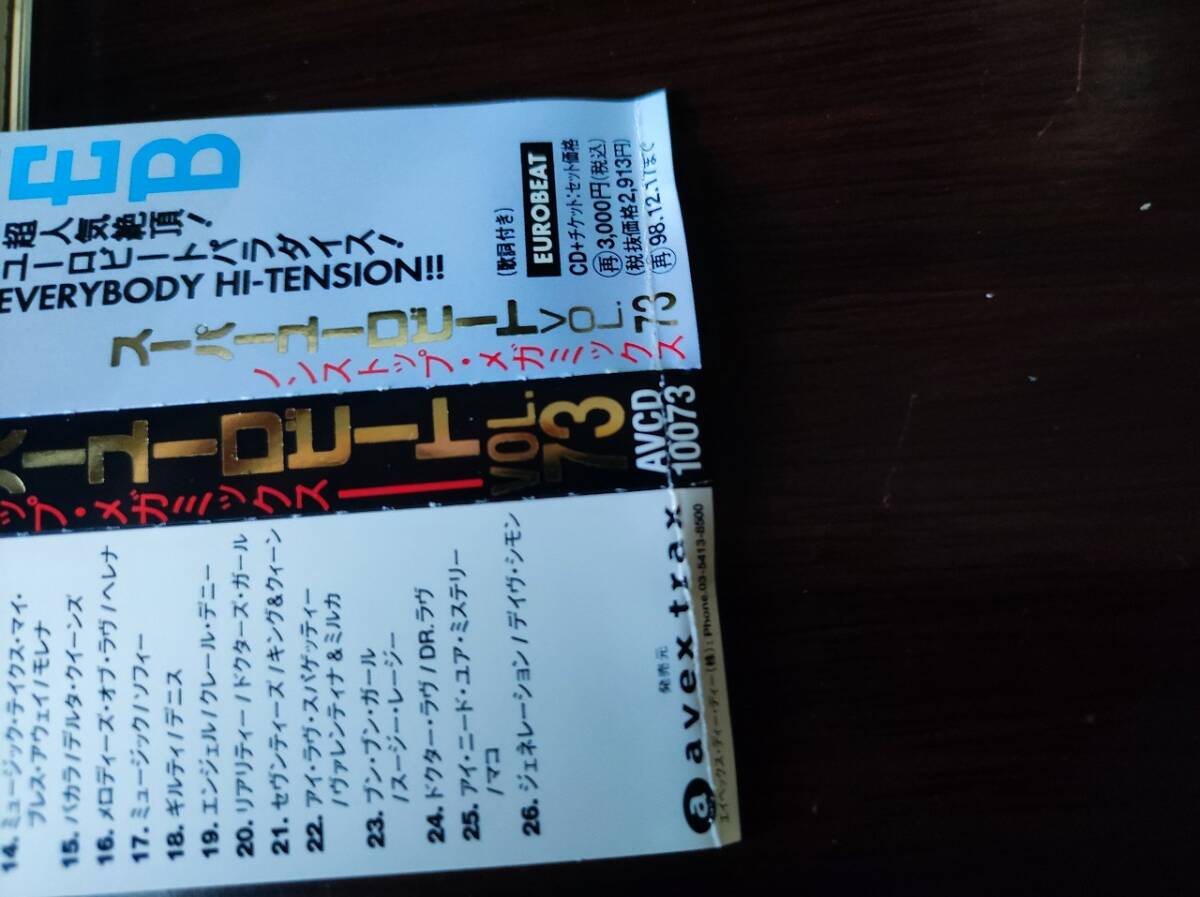 EB
超人気絶頂!
ユーロビートパラダイス!
EVERYBODY HI-TENSION!!
(歌詞付き)
EUROBEAT
CD+チケット:セット価格
再3,000円(税込)
(税抜価格2,913円)
再98.12.17まで
スーパーユーロビート VOL.73
ノンストップ・メガミックス
ーユーロビート VOL.73
ップ・メガミックス
AVCD-
10073
14. ミュージック・テイクス・マイ・
ブレス・アウェイ/モレナ
15. バカラ/デルタ・クイーンズ
16. メロディーズ・オブ・ラヴ/ヘレナ
17. ミュージック/ソフィー
18. ギルティ/デニス
19. エンジェル/クレール・デニー
20. リアリティー/ドクターズ・ガール
21. セヴンティーズ/キング&クィーン
22. アイ・ラヴ・スパゲッティー
/ヴァレンティナ&ミルカ
23. ブン・ブン・ガール
/スージー・レージー
24. ドクター・ラヴ/DR.ラヴ
25. アイ・ニード・ユア・ミステリー
/マコ
26. ジェネレーション/デイヴ・シモン
発売元
a avex trax
エイベックス・ディー・ディー(株): Phone.03-5413-8500